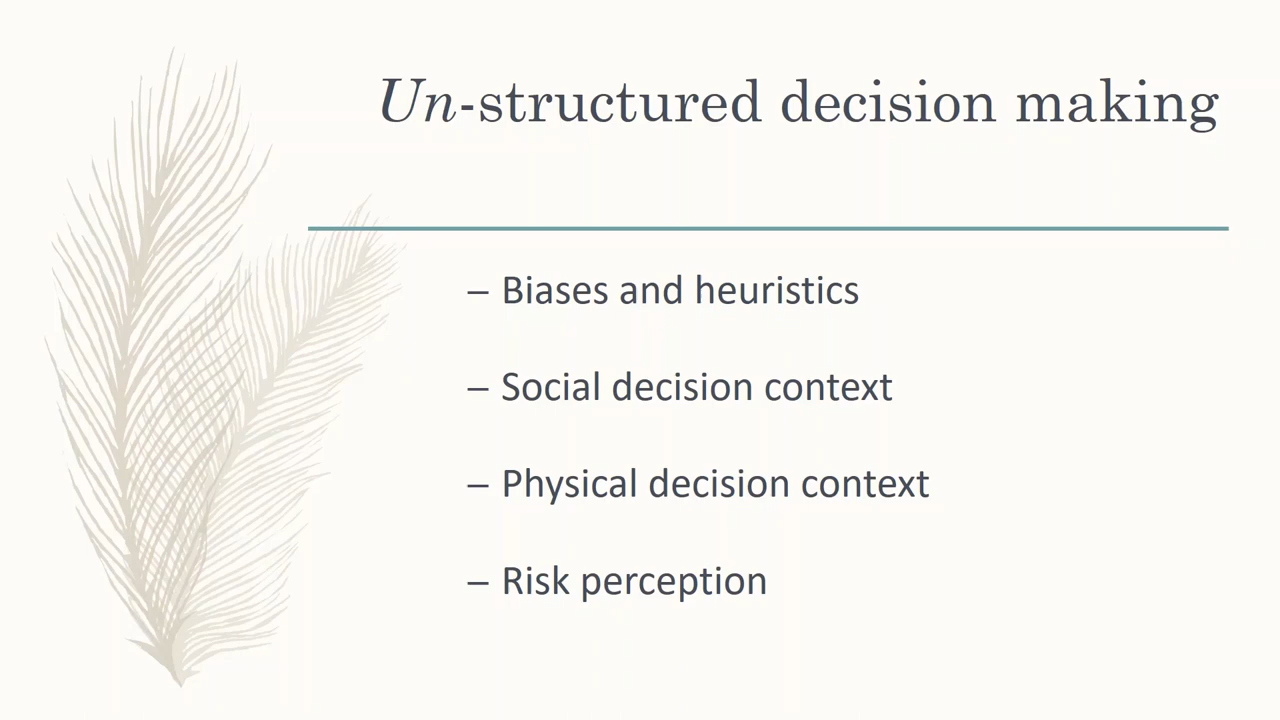 Un-structured decision making
– Biases and heuristics
– Social decision context
– Physical decision context
– Risk perception